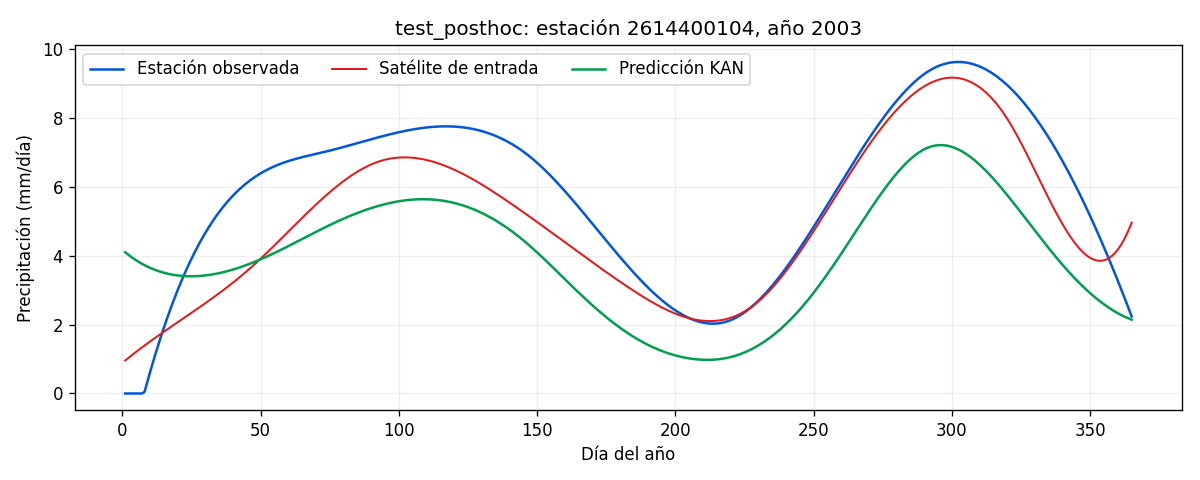 test_posthoc: estación 2614400104, año 2003
Estación observada Satélite de entrada Predicción KAN
Precipitación (mm/día)
10
8
6
4
2
0
0 50 100 150 200 250 300 350
Día del año